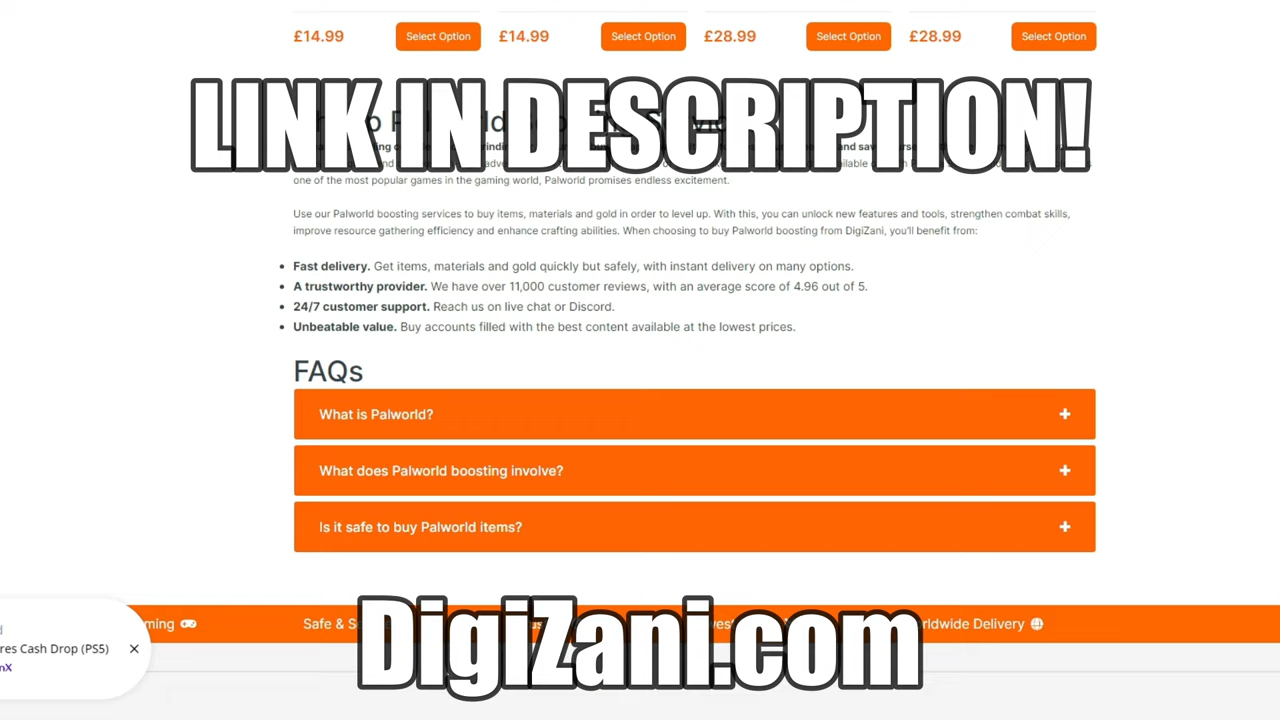 £14.99 Select Option £14.99 Select Option £28.99 Select Option £28.99 Select Option
LINK IN DESCRIPTION!
one of the most popular games in the gaming world, Palworld promises endless excitement.
Use our Palworld boosting services to buy items, materials and gold in order to level up. With this, you can unlock new features and tools, strengthen combat skills,
improve resource gathering efficiency and enhance crafting abilities. When choosing to buy Palworld boosting from DigiZani, you'll benefit from:
Fast delivery. Get items, materials and gold quickly but safely, with instant delivery on many options.
A trustworthy provider. We have over 11,000 customer reviews, with an average score of 4.96 out of 5.
24/7 customer support. Reach us on live chat or Discord.
Unbeatable value. Buy accounts filled with the best content available at the lowest prices.
FAQs
What is Palworld?
What does Palworld boosting involve?
Is it safe to buy Palworld items?
Safe & Delivery
DigiZani.com
Cash Drop (PS5)